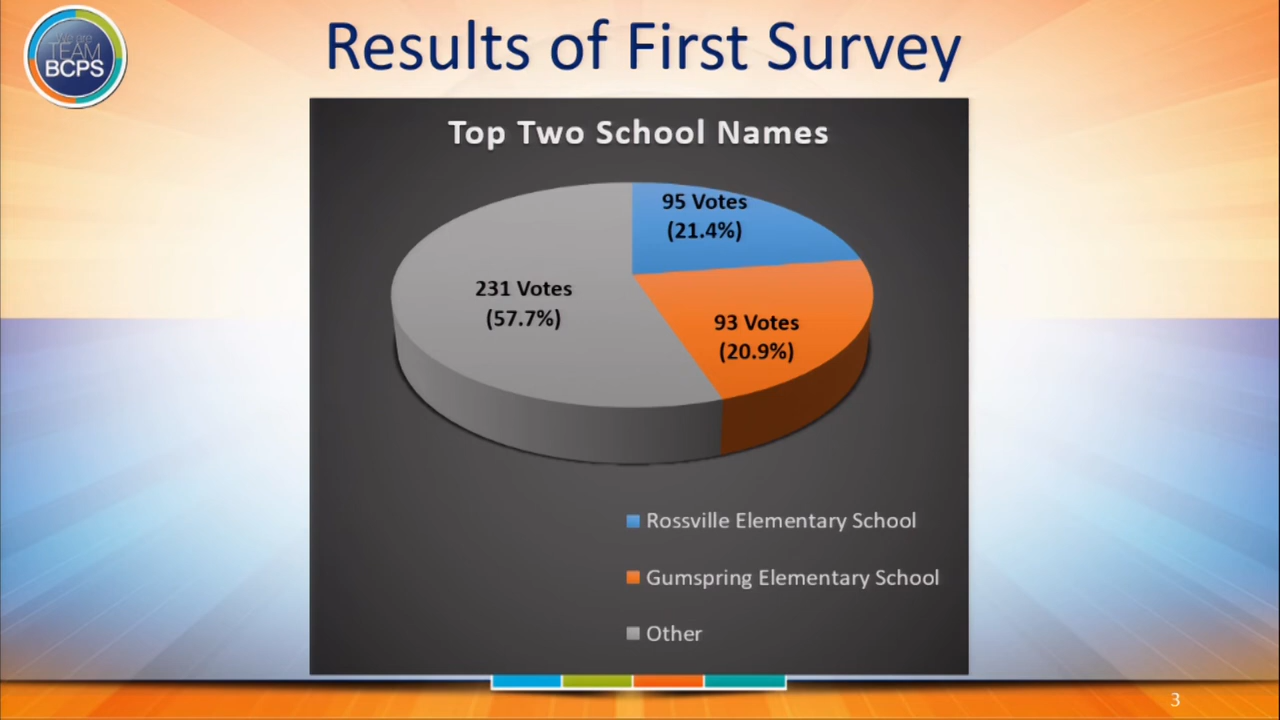 We are
TEAM
BCPS
Results of First Survey
Top Two School Names
95 Votes
(21.4%)
231 Votes
(57.7%)
93 Votes
(20.9%)
Rossville Elementary School
Gumspring Elementary School
Other
3